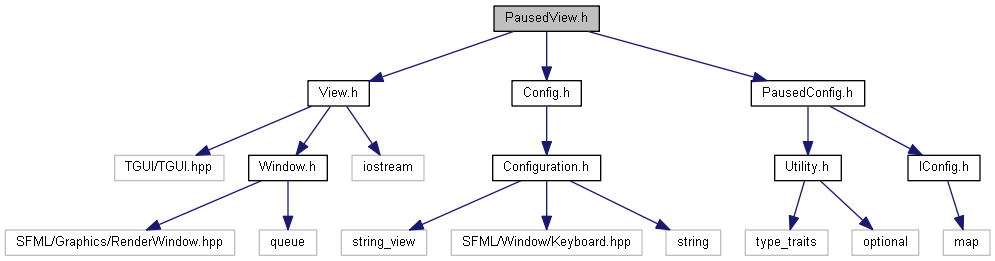 PausedView.h
View.h
Config.h
PausedConfig.h
TGUI/TGUI.hpp
Window.h
iostream
Configuration.h
Utility.h
IConfig.h
SFML/Graphics/RenderWindow.hpp
queue
string_view
SFML/Window/Keyboard.hpp
string
type_traits
optional
map